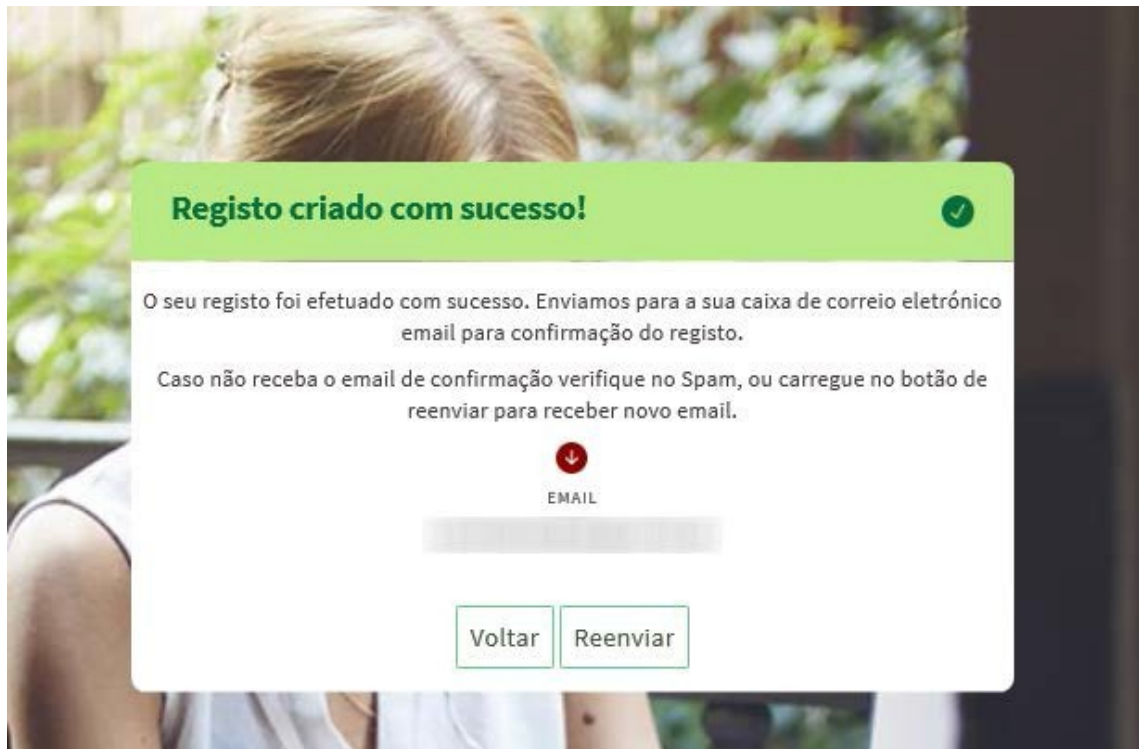 Registo criado com sucesso!
O seu registo foi efetuado com sucesso. Enviamos para a sua caixa de correio eletrónico
email para confirmação do registo.
Caso não receba o email de confirmação verifique no Spam, ou carregue no botão de
reenviar para receber novo email.
EMAIL
Voltar Reenviar